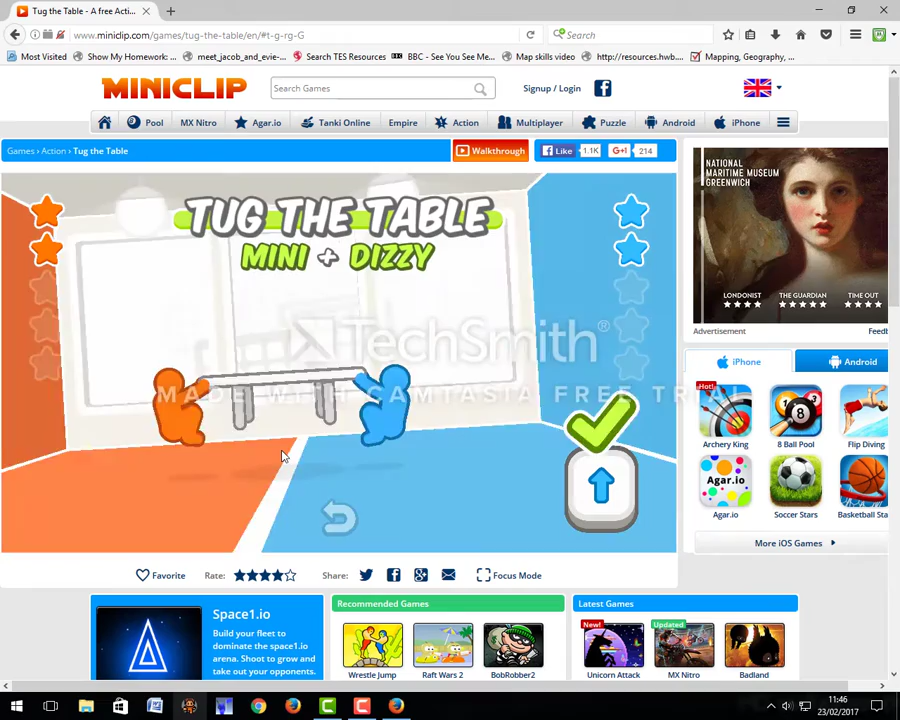 Tug the Table - A free Acti...
www.miniclip.com/games/tug-the-table/en/#t-g-rg-G
Search
Most Visited
Show My Homework: ...
meet_jacob_and_evie-...
Search TES Resources
BBC - See You See Me...
Map skills video
http://resources.hwb....
Mapping, Geography, ...
MINICLIP
Search Games
Signup / Login
Pool
MX Nitro
Agar.io
Tanki Online
Empire
Action
Multiplayer
Puzzle
Android
iPhone
Games › Action › Tug the Table
Walkthrough
Like
1.1K
G+1
214
TUG THE TABLE
MINI + DIZZY
TechSmith®
MADE WITH CAMTASIA FREE TRIAL
NATIONAL
MARITIME MUSEUM
GREENWICH
LONDONIST
THE GUARDIAN
TIME OUT
Advertisement
Feedb
iPhone
Android
Hot!
Archery King
8 Ball Pool
Flip Diving
Agar.io
Agar.io
Soccer Stars
Basketball Sta
More iOS Games
Favorite
Rate:
Share:
Focus Mode
Space1.io
Build your fleet to
dominate the space1.io
arena. Shoot to grow and
take out your opponents.
Recommended Games
Wrestle Jump
Raft Wars 2
BobRobber2
Latest Games
New!
Updated
Unicorn Attack
MX Nitro
Badland
11:46
23/02/2017